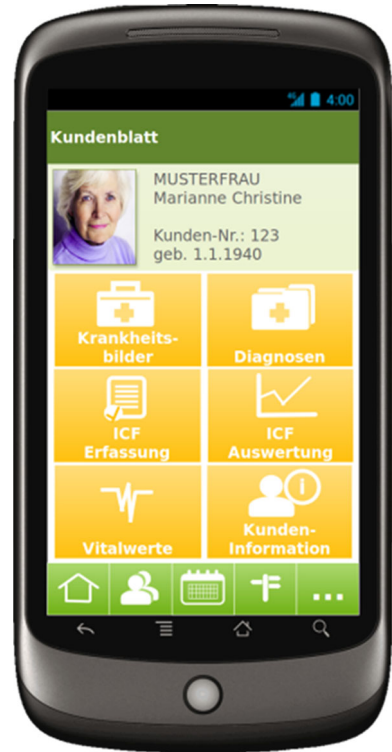 4G 4:00
Kundenblatt
MUSTERFRAU
Marianne Christine
Kunden-Nr.: 123
geb. 1.1.1940
Krankheits-
bilder
Diagnosen
ICF
Erfassung
ICF
Auswertung
Vitalwerte
Kunden-
Information
...